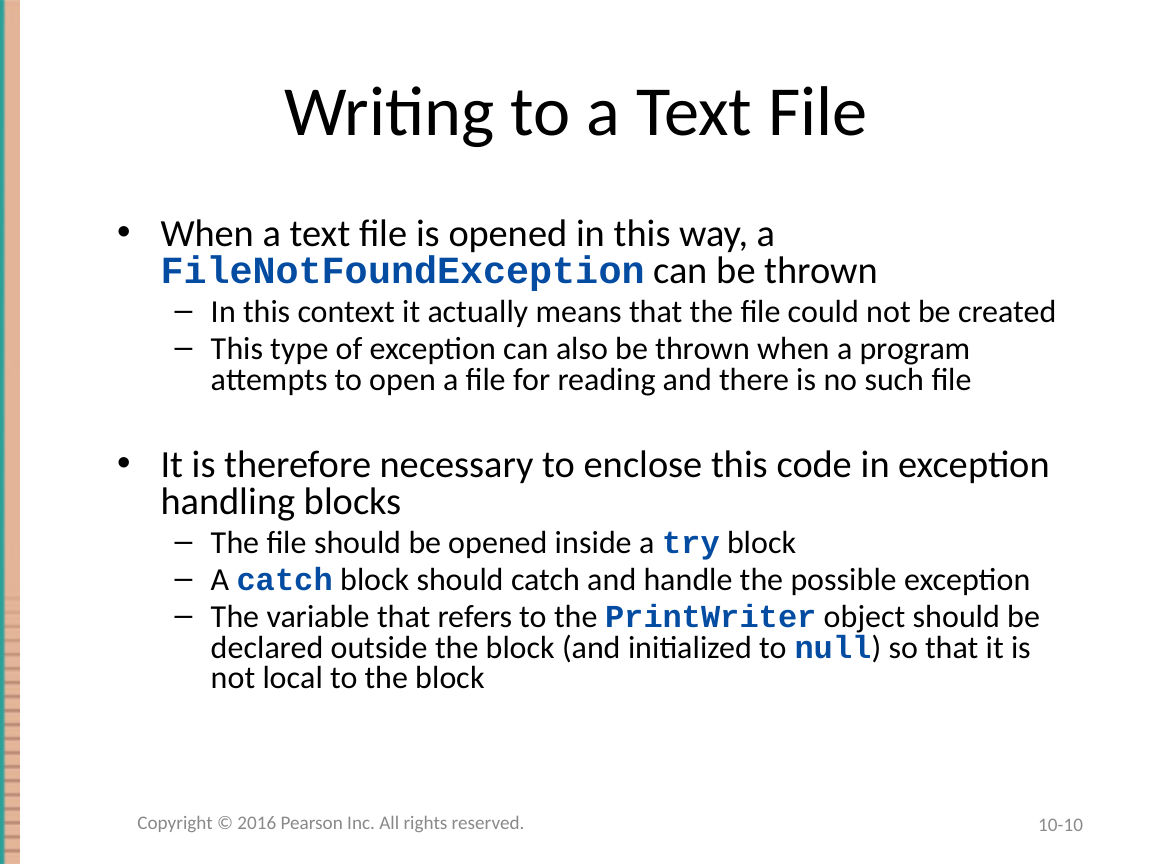 Writing to a Text File
• When a text file is opened in this way, a
FileNotFoundException can be thrown
– In this context it actually means that the file could not be created
– This type of exception can also be thrown when a program
attempts to open a file for reading and there is no such file
• It is therefore necessary to enclose this code in exception
handling blocks
– The file should be opened inside a try block
– A catch block should catch and handle the possible exception
– The variable that refers to the PrintWriter object should be
declared outside the block (and initialized to null) so that it is
not local to the block
Copyright © 2016 Pearson Inc. All rights reserved.
10-10